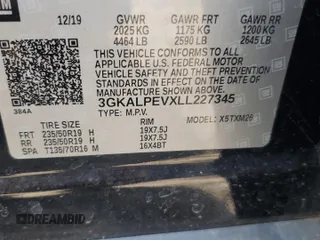 GM
12/19 GVWR GAWR FRT GAWR RR
2025 KG 1175 KG 1200 KG
4464 LB 2590 LB 2645 LB
THIS VEHICLE CONFORMS TO ALL
APPLICABLE U.S. FEDERAL MOTOR
VEHICLE SAFETY AND THEFT PREVENTION
STANDARDS IN EFFECT ON THE DATE OF
MANUFACTURE SHOWN ABOVE.
3GKALPEVXLL227345
384A TYPE: M.P.V. MODEL: XSTXM26
TIRE SIZE RIM
FRT 235/50R19 H 19X7.5J
RR 235/50R19 H 19X7.5J
SPA T135/70R16 M 16X4BT
DREAMBID